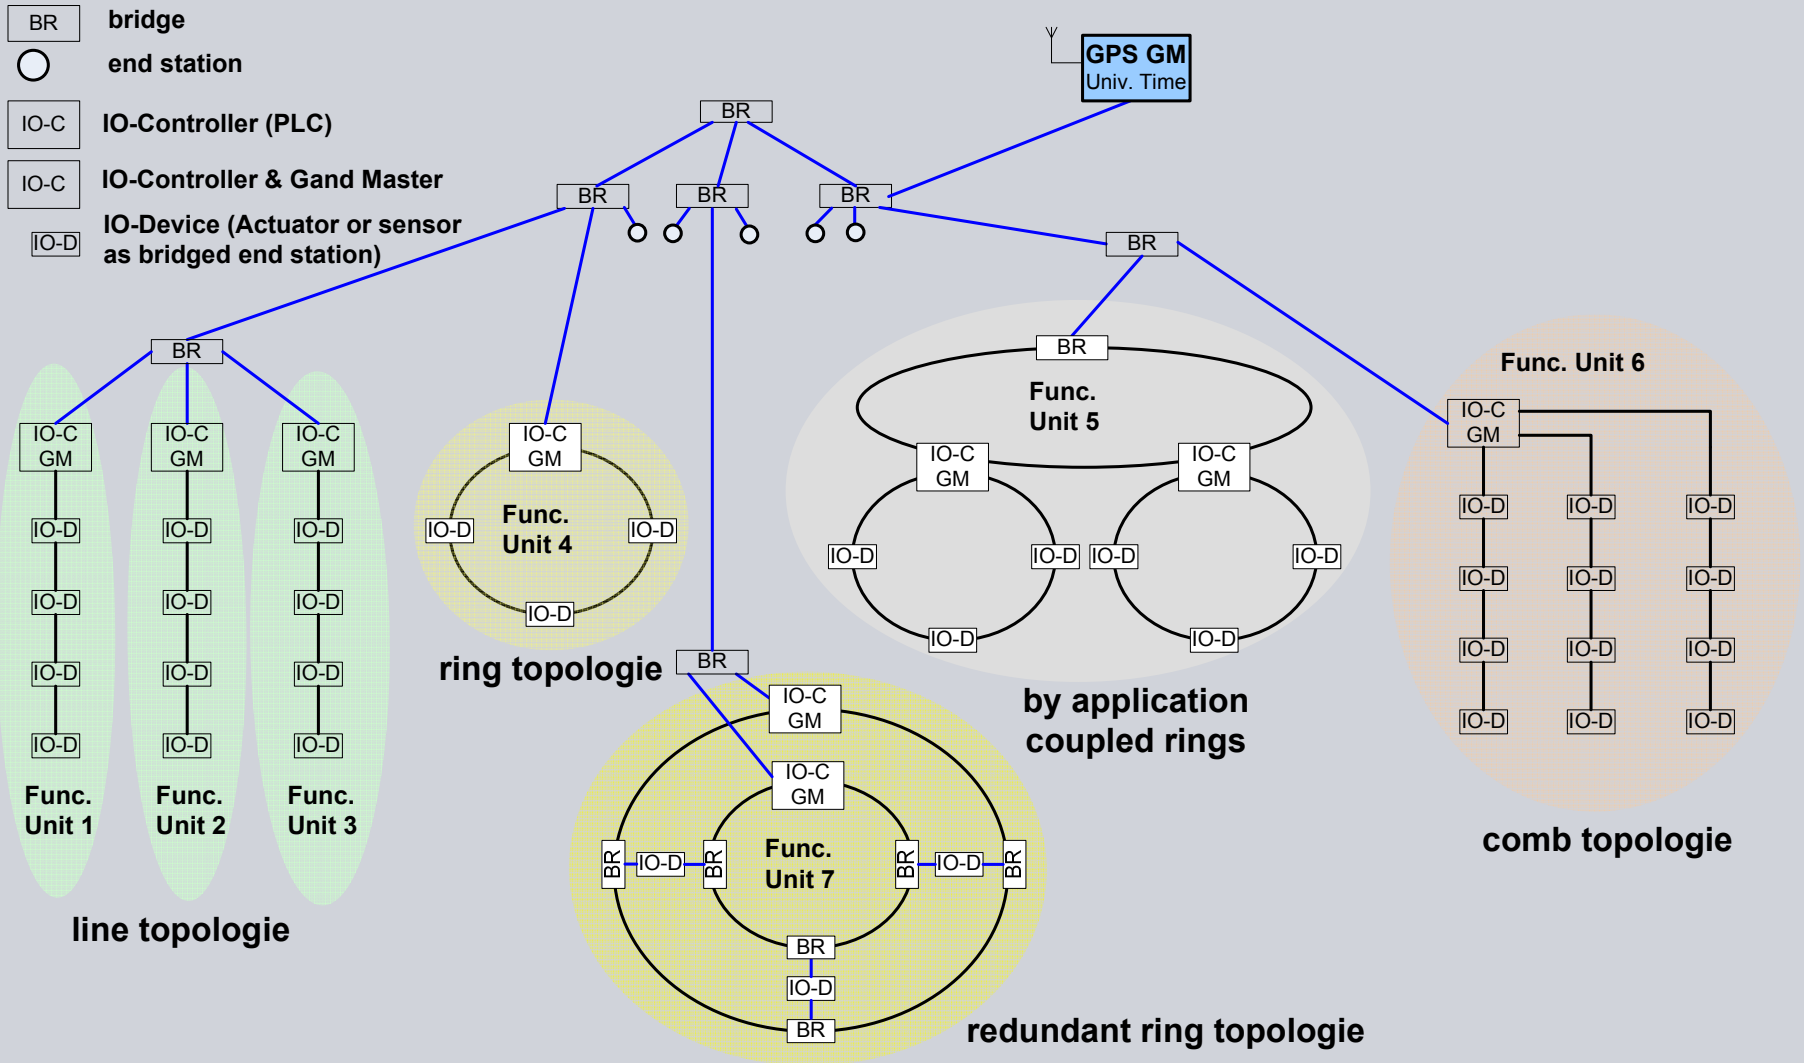 BR
bridge
end station
IO-C
IO-Controller (PLC)
IO-C
IO-Controller & Gand Master
IO-D
IO-Device (Actuator or sensor
as bridged end station)
GPS GM
Univ. Time
BR
BR
BR
BR
BR
BR
IO-C
GM
IO-C
GM
IO-C
GM
IO-D
IO-D
IO-D
IO-D
IO-D
IO-D
IO-D
IO-D
IO-D
IO-D
IO-D
IO-D
Func.
Unit 1
Func.
Unit 2
Func.
Unit 3
line topologie
IO-C
GM
Func.
Unit 4
IO-D
IO-D
IO-D
ring topologie
BR
Func.
Unit 5
IO-C
GM
IO-C
GM
IO-D
IO-D
IO-D
IO-D
IO-D
IO-D
by application
coupled rings
Func. Unit 6
IO-C
GM
IO-D
IO-D
IO-D
IO-D
IO-D
IO-D
IO-D
IO-D
IO-D
IO-D
IO-D
IO-D
comb topologie
BR
IO-C
GM
IO-C
GM
Func.
Unit 7
BR
IO-D
BR
BR
IO-D
BR
BR
IO-D
BR
redundant ring topologie